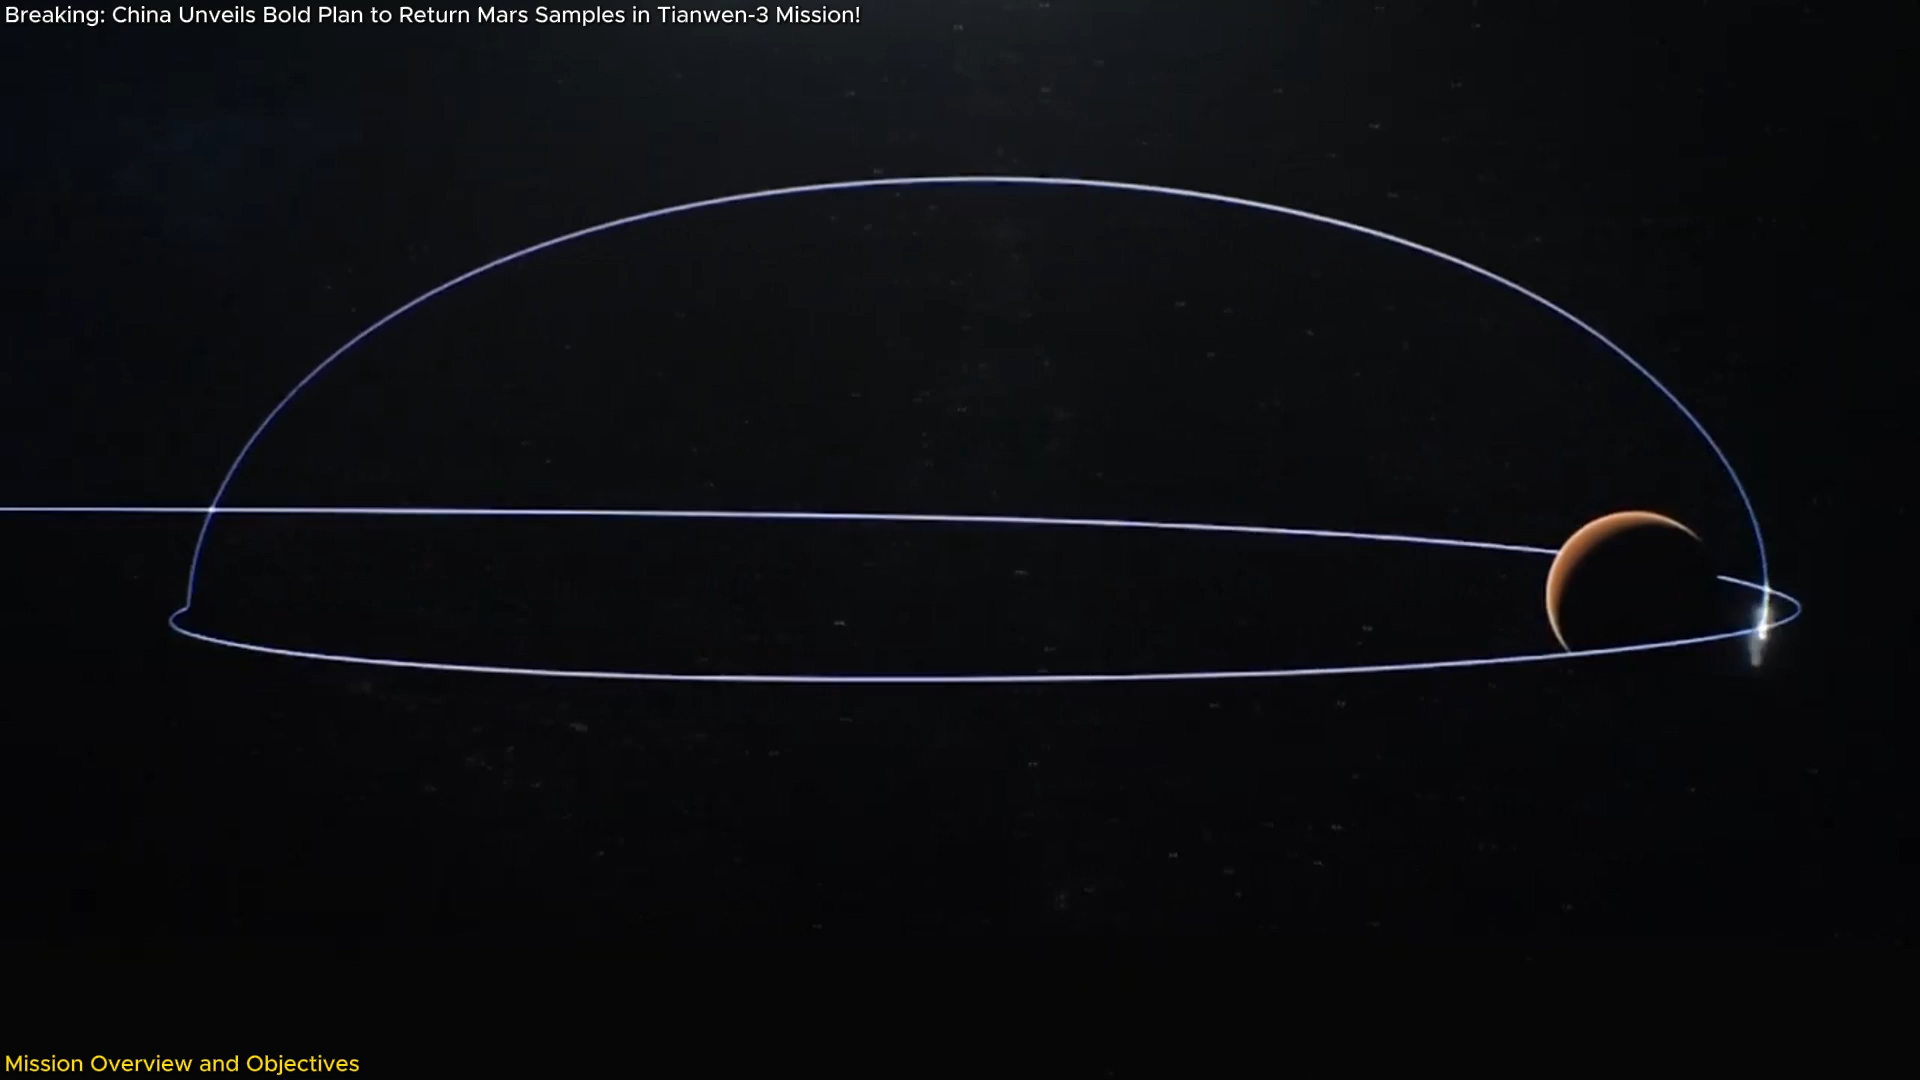 Breaking: China Unveils Bold Plan to Return Mars Samples in Tianwen-3 Mission!
Mission Overview and Objectives